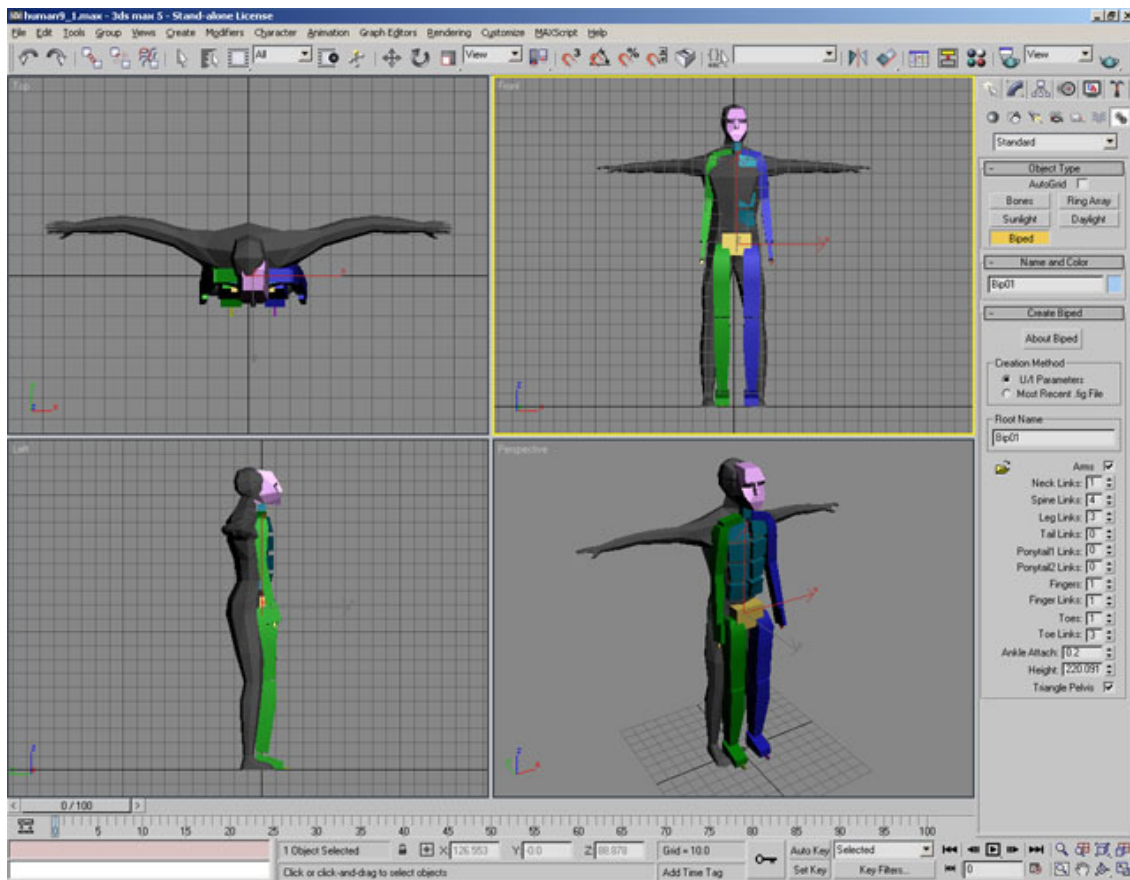 human9_1.max - 3ds max 5 - Stand-alone License
File Edit Tools Group Views Create Modifiers Character Animation Graph Editors Rendering Customize MAXScript Help
All View View
Top
Front
Standard
- Object Type
AutoGrid
Bones Ring Array
Sunlight Daylight
Biped
- Name and Color
Bip01
- Create Biped
About Biped
Creation Method
U/I Parameters
Most Recent .fig File
Root Name
Bip01
Left
Perspective
Arms
Neck Links: 1
Spine Links: 4
Leg Links: 3
Tail Links: 0
Ponytail1 Links: 0
Ponytail2 Links: 0
Fingers: 1
Finger Links: 1
Toes: 1
Toe Links: 3
Ankle Attach: 0.2
Height: 220.091
Triangle Pelvis
< 0 / 100 >
0 5 10 15 20 25 30 35 40 45 50 55 60 65 70 75 80 85 90 95 100
1 Object Selected X: 126.953 Y: -0.0 Z: 88.878 Grid = 10.0 Auto Key Selected
Click or click-and-drag to select objects Add Time Tag Set Key Key Filters... 0